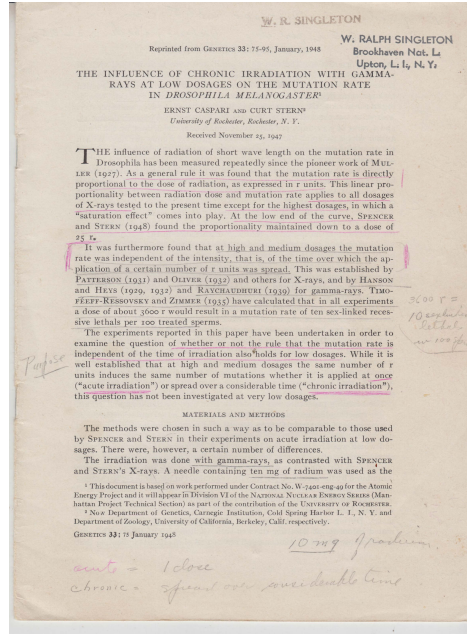 W. R. SINGLETON
W. RALPH SINGLETON
Brookhaven Nat. L.
Upton, L. I., N. Y.
Reprinted from GENETICS 33: 75-95, January, 1948
THE INFLUENCE OF CHRONIC IRRADIATION WITH GAMMA-
RAYS AT LOW DOSAGES ON THE MUTATION RATE
IN DROSOPHILA MELANOGASTER¹
ERNST CASPARI AND CURT STERN²
University of Rochester, Rochester, N. Y.
Received November 25, 1947
THE influence of radiation of short wave length on the mutation rate in
Drosophila has been measured repeatedly since the pioneer work of MUL-
LER (1927). As a general rule it was found that the mutation rate is directly
proportional to the dose of radiation, as expressed in r units. This linear pro-
portionality between radiation dose and mutation rate applies to all dosages
of X-rays tested to the present time except for the highest dosages, in which a
"saturation effect" comes into play. At the low end of the curve, SPENCER
and STERN (1948) found the proportionality maintained down to a dose of
25 r.
It was furthermore found that at high and medium dosages the mutation
rate was independent of the intensity, that is, of the time over which the ap-
plication of a certain number of r units was spread. This was established by
PATTERSON (1931) and OLIVER (1932) and others for X-rays, and by HANSON
and HEYS (1929, 1932) and RAYCHAUDHURI (1939) for gamma-rays. TIMO-
FÉEFF-RESSOVSKY and ZIMMER (1935) have calculated that in all experiments
a dose of about 3600 r would result in a mutation rate of ten sex-linked reces-
sive lethals per 100 treated sperms.
3600 r =
10
lethals
The experiments reported in this paper have been undertaken in order to
examine the question of whether or not the rule that the mutation rate is
independent of the time of irradiation also holds for low dosages. While it is
Purpose
well established that at high and medium dosages the same number of r
units induces the same number of mutations whether it is applied at once
("acute irradiation") or spread over a considerable time ("chronic irradiation"),
this question has not been investigated at very low dosages.
MATERIALS AND METHODS
The methods were chosen in such a way as to be comparable to those used
by SPENCER and STERN in their experiments on acute irradiation at low do-
sages. There were, however, a certain number of differences.
The irradiation was done with gamma-rays, as contrasted with SPENCER
and STERN'S X-rays. A needle containing ten mg of radium was used as the
¹ This document is based on work performed under Contract No. W-7401-eng-49 for the Atomic
Energy Project and it will appear in Division VI of the NATIONAL NUCLEAR ENERGY SERIES (Man-
hattan Project Technical Section) as part of the contribution of the UNIVERSITY OF ROCHESTER.
² Now Department of Genetics, Carnegie Institution, Cold Spring Harbor L. I., N. Y. and
Department of Zoology, University of California, Berkeley, Calif. respectively.
GENETICS 33: 75 January 1948
10 mg of radium
acute = 1 dose
chronic = spread over considerable time